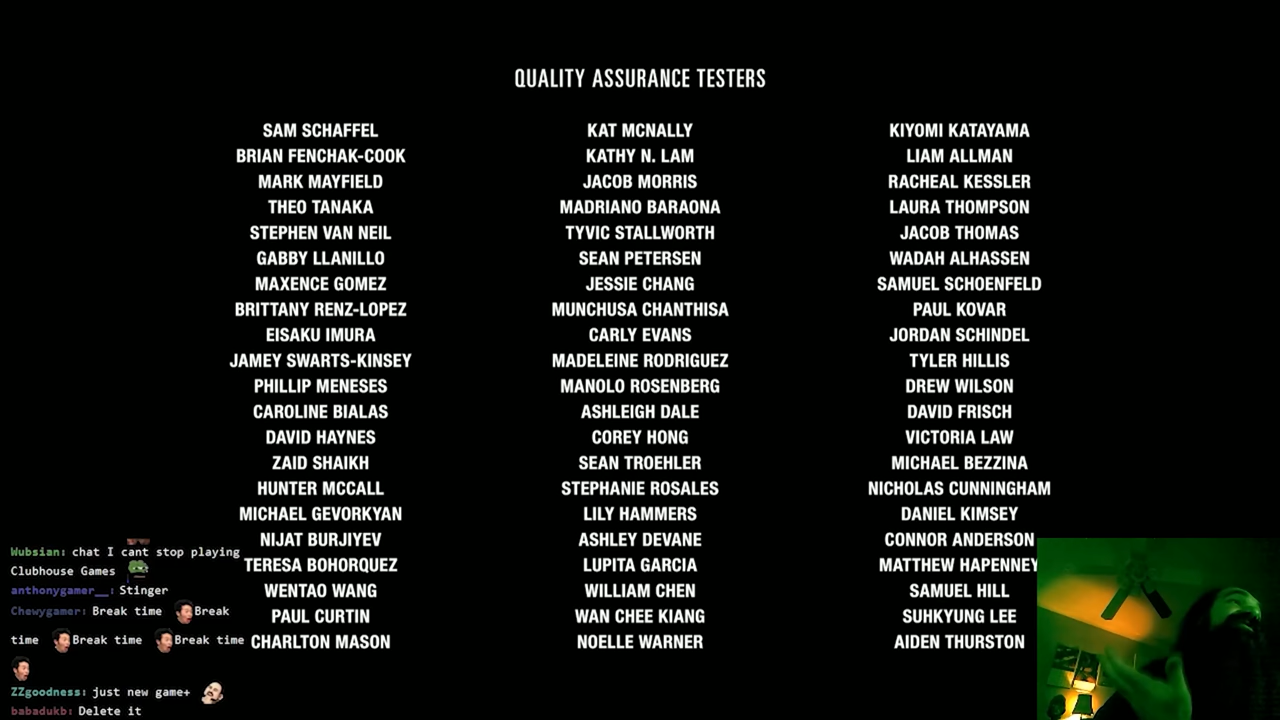 QUALITY ASSURANCE TESTERS
SAM SCHAFFEL
BRIAN FENCHAK-COOK
MARK MAYFIELD
THEO TANAKA
STEPHEN VAN NEIL
GABBY LLANILLO
MAXENCE GOMEZ
BRITTANY RENZ-LOPEZ
EISAKU IMURA
JAMEY SWARTS-KINSEY
PHILLIP MENESES
CAROLINE BIALAS
DAVID HAYNES
ZAID SHAIKH
HUNTER MCCALL
MICHAEL GEVORKYAN
NIJAT BURJIYEV
TERESA BOHORQUEZ
WENTAO WANG
PAUL CURTIN
CHARLTON MASON
KAT MCNALLY
KATHY N. LAM
JACOB MORRIS
MADRIANO BARAONA
TYVIC STALLWORTH
SEAN PETERSEN
JESSIE CHANG
MUNCHUSA CHANTHISA
CARLY EVANS
MADELEINE RODRIGUEZ
MANOLO ROSENBERG
ASHLEIGH DALE
COREY HONG
SEAN TROEHLER
STEPHANIE ROSALES
LILY HAMMERS
ASHLEY DEVANE
LUPITA GARCIA
WILLIAM CHEN
WAN CHEE KIANG
NOELLE WARNER
KIYOMI KATAYAMA
LIAM ALLMAN
RACHEAL KESSLER
LAURA THOMPSON
JACOB THOMAS
WADAH ALHASSEN
SAMUEL SCHOENFELD
PAUL KOVAR
JORDAN SCHINDEL
TYLER HILLIS
DREW WILSON
DAVID FRISCH
VICTORIA LAW
MICHAEL BEZZINA
NICHOLAS CUNNINGHAM
DANIEL KIMSEY
CONNOR ANDERSON
MATTHEW HAPENNEY
SAMUEL HILL
SUHKYUNG LEE
AIDEN THURSTON
Wubsian: chat I cant stop playing
Clubhouse Games
anthonygamer__: Stinger
Chewygamer: Break time Break
time Break time Break time
ZZgoodness: just new game+
babadukb: Delete it